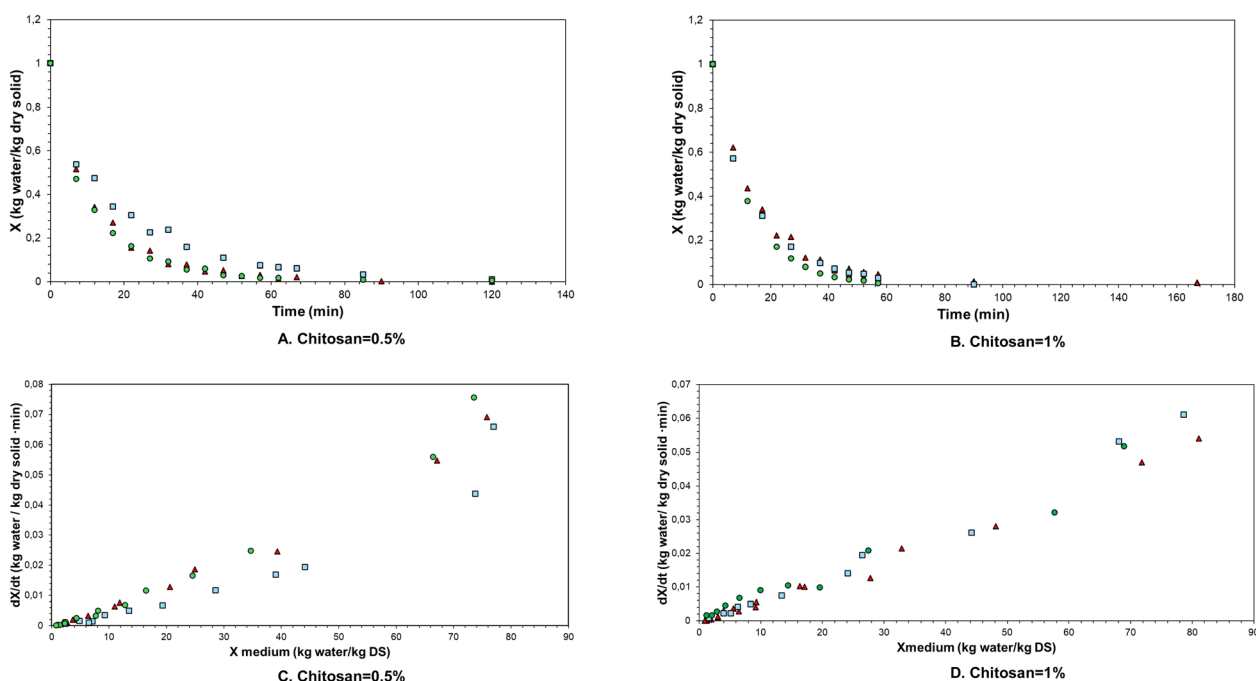 1,2
1
0,8
0,6
0,4
0,2
0
X (kg water/kg dry solid)
0 20 40 60 80 100 120 140
Time (min)
A. Chitosan=0.5%
1,2
1
0,8
0,6
0,4
0,2
0
X (kg water/kg dry solid)
0 20 40 60 80 100 120 140 160 180
Time (min)
B. Chitosan=1%
0,08
0,07
0,06
0,05
0,04
0,03
0,02
0,01
0
dX/dt (kg water / kg dry solid ·min)
0 10 20 30 40 50 60 70 80 90
X medium (kg water/kg DS)
C. Chitosan=0.5%
0,07
0,06
0,05
0,04
0,03
0,02
0,01
0
dX/dt (kg water/ kg dry solid ·min)
0 10 20 30 40 50 60 70 80 90
Xmedium (kg water/kg DS)
D. Chitosan=1%